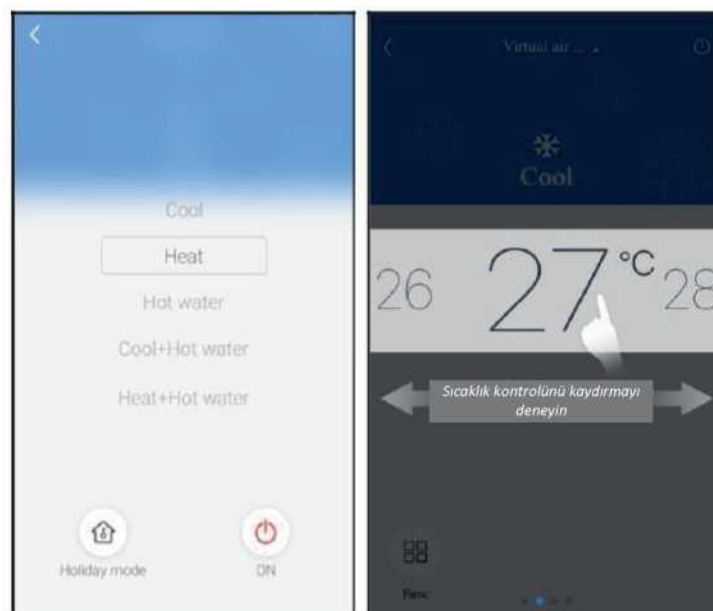 Cool
Heat
Hot water
Cool+Hot water
Heat+Hot water
Holiday mode
ON
Virtual air ...
Cool
26 27 °C 28
Sıcaklık kontrolünü kaydırmayı
deneyin
Func